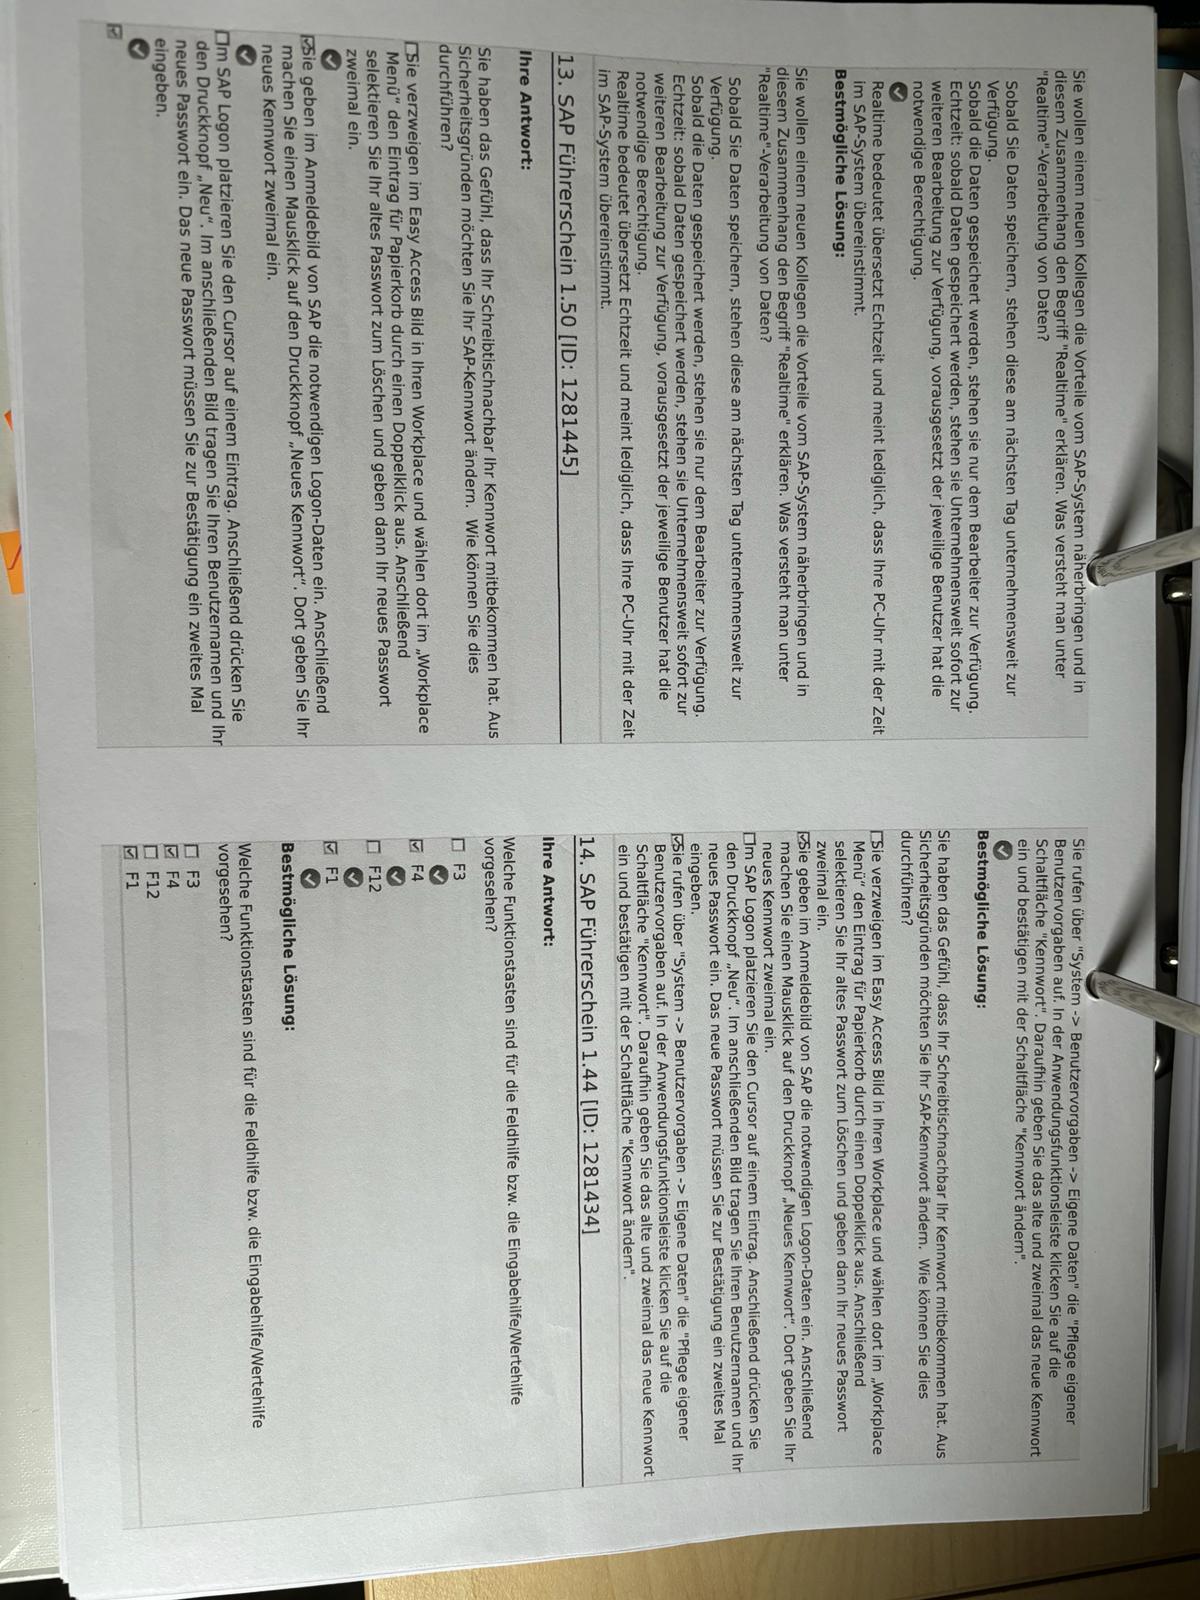 Sie wollen einem neuen Kollegen die Vorteile vom SAP-System näherbringen und in
diesem Zusammenhang den Begriff "Realtime" erklären. Was versteht man unter
"Realtime"-Verarbeitung von Daten?
Sobald Sie Daten speichern, stehen diese am nächsten Tag unternehmensweit zur
Verfügung.
Sobald die Daten gespeichert werden, stehen sie nur dem Bearbeiter zur Verfügung.
Echtzeit: sobald Daten gespeichert werden, stehen sie Unternehmensweit sofort zur
weiteren Bearbeitung zur Verfügung, vorausgesetzt der jeweilige Benutzer hat die
notwendige Berechtigung.
Realtime bedeutet übersetzt Echtzeit und meint lediglich, dass Ihre PC-Uhr mit der Zeit
im SAP-System übereinstimmt.
Bestmögliche Lösung:
Sie wollen einem neuen Kollegen die Vorteile vom SAP-System näherbringen und in
diesem Zusammenhang den Begriff "Realtime" erklären. Was versteht man unter
"Realtime"-Verarbeitung von Daten?
Sobald Sie Daten speichern, stehen diese am nächsten Tag unternehmensweit zur
Verfügung.
Sobald die Daten gespeichert werden, stehen sie nur dem Bearbeiter zur Verfügung.
Echtzeit: sobald Daten gespeichert werden, stehen sie Unternehmensweit sofort zur
weiteren Bearbeitung zur Verfügung, vorausgesetzt der jeweilige Benutzer hat die
notwendige Berechtigung.
Realtime bedeutet übersetzt Echtzeit und meint lediglich, dass Ihre PC-Uhr mit der Zeit
im SAP-System übereinstimmt.
13. SAP Führerschein 1.50 [ID: 1281445]
Ihre Antwort:
Sie haben das Gefühl, dass Ihr Schreibtischnachbar Ihr Kennwort mitbekommen hat. Aus
Sicherheitsgründen möchten Sie Ihr SAP-Kennwort ändern. Wie können Sie dies
durchführen?
Sie verzweigen im Easy Access Bild in Ihren Workplace und wählen dort im „Workplace
Menü“ den Eintrag für Papierkorb durch einen Doppelklick aus. Anschließend
selektieren Sie Ihr altes Passwort zum Löschen und geben dann Ihr neues Passwort
zweimal ein.
Sie geben im Anmeldebild von SAP die notwendigen Logon-Daten ein. Anschließend
machen Sie einen Mausklick auf den Druckknopf „Neues Kennwort“. Dort geben Sie Ihr
neues Kennwort zweimal ein.
Im SAP Logon platzieren Sie den Cursor auf einem Eintrag. Anschließend drücken Sie
den Druckknopf „Neu“. Im anschließenden Bild tragen Sie Ihren Benutzernamen und Ihr
neues Passwort ein. Das neue Passwort müssen Sie zur Bestätigung ein zweites Mal
eingeben.
Sie rufen über "System -> Benutzervorgaben -> Eigene Daten" die "Pflege eigener
Benutzervorgaben auf. In der Anwendungsfunktionsleiste klicken Sie auf die
Schaltfläche "Kennwort". Daraufhin geben Sie das alte und zweimal das neue Kennwort
ein und bestätigen mit der Schaltfläche "Kennwort ändern".
Bestmögliche Lösung:
Sie haben das Gefühl, dass Ihr Schreibtischnachbar Ihr Kennwort mitbekommen hat. Aus
Sicherheitsgründen möchten Sie Ihr SAP-Kennwort ändern. Wie können Sie dies
durchführen?
Sie verzweigen im Easy Access Bild in Ihren Workplace und wählen dort im „Workplace
Menü“ den Eintrag für Papierkorb durch einen Doppelklick aus. Anschließend
selektieren Sie Ihr altes Passwort zum Löschen und geben dann Ihr neues Passwort
zweimal ein.
Sie geben im Anmeldebild von SAP die notwendigen Logon-Daten ein. Anschließend
machen Sie einen Mausklick auf den Druckknopf „Neues Kennwort“. Dort geben Sie Ihr
neues Kennwort zweimal ein.
Im SAP Logon platzieren Sie den Cursor auf einem Eintrag. Anschließend drücken Sie
den Druckknopf „Neu“. Im anschließenden Bild tragen Sie Ihren Benutzernamen und Ihr
neues Passwort ein. Das neue Passwort müssen Sie zur Bestätigung ein zweites Mal
eingeben.
Sie rufen über "System -> Benutzervorgaben -> Eigene Daten" die "Pflege eigener
Benutzervorgaben auf. In der Anwendungsfunktionsleiste klicken Sie auf die
Schaltfläche "Kennwort". Daraufhin geben Sie das alte und zweimal das neue Kennwort
ein und bestätigen mit der Schaltfläche "Kennwort ändern".
14. SAP Führerschein 1.44 [ID: 1281434]
Ihre Antwort:
Welche Funktionstasten sind für die Feldhilfe bzw. die Eingabehilfe/Wertehilfe
vorgesehen?
F3
F4
F12
F1
Bestmögliche Lösung:
Welche Funktionstasten sind für die Feldhilfe bzw. die Eingabehilfe/Wertehilfe
vorgesehen?
F3
F4
F12
F1